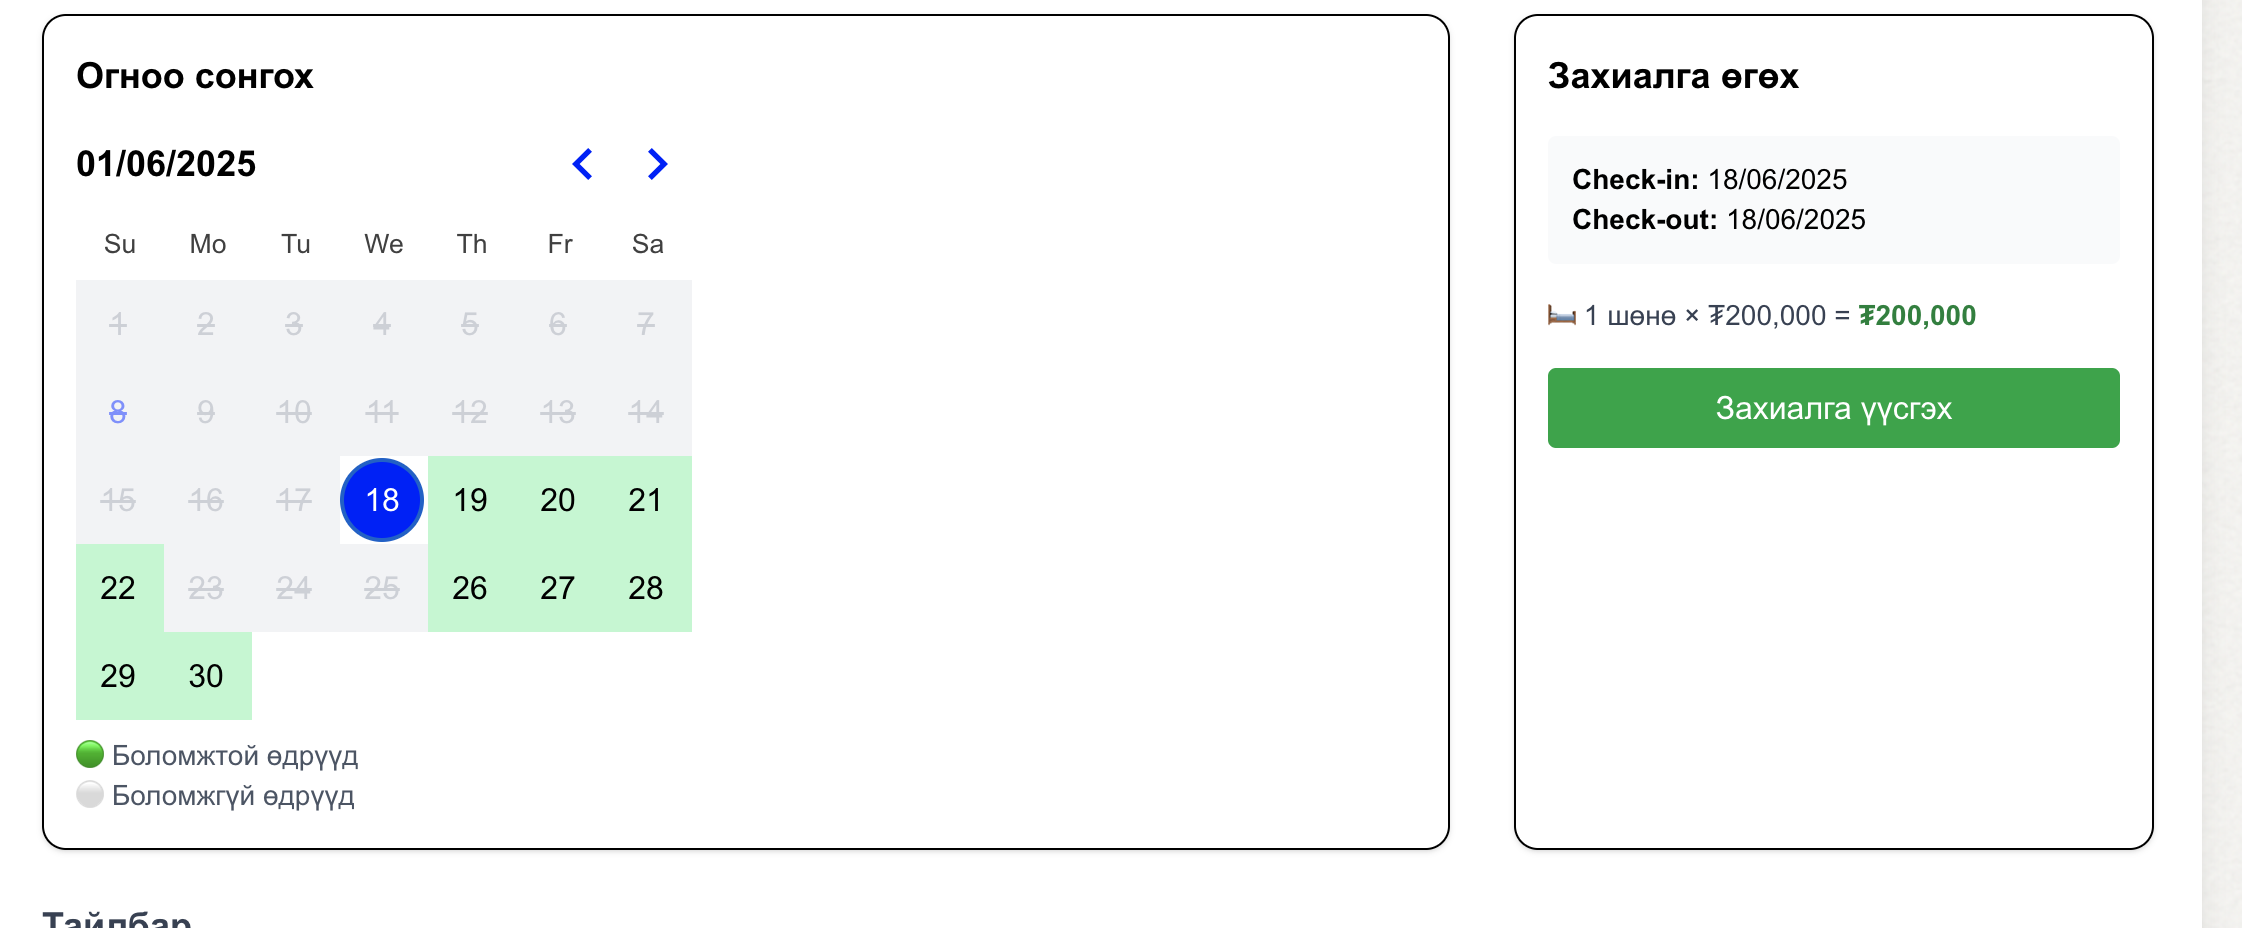 Огноо сонгох
01/06/2025
Su Mo Tu We Th Fr Sa
1 2 3 4 5 6 7
8 9 10 11 12 13 14
15 16 17 18 19 20 21
22 23 24 25 26 27 28
29 30
Боломжтой өдрүүд
Боломжгүй өдрүүд
Захиалга өгөх
Check-in: 18/06/2025
Check-out: 18/06/2025
1 шөнө × ₮200,000 = ₮200,000
Захиалга үүсгэх
Тайлбар